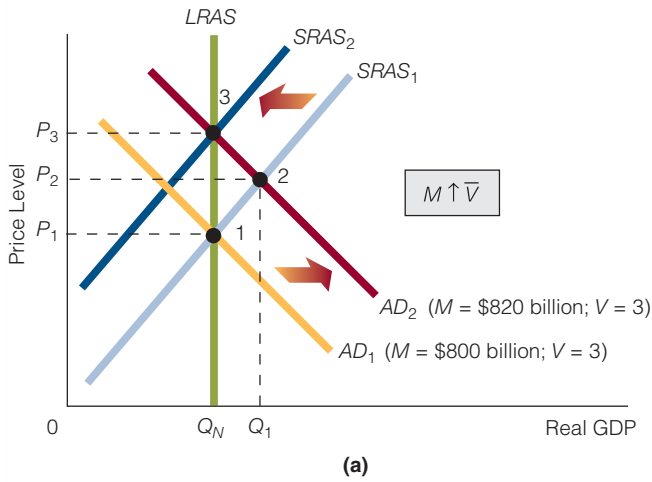 LRAS
SRAS₂
SRAS₁
3
P₃
P₂
2
M ↑ V̅
P₁
1
Price Level
AD₂ (M = $820 billion; V = 3)
AD₁ (M = $800 billion; V = 3)
0
Q_N
Q₁
Real GDP
(a)